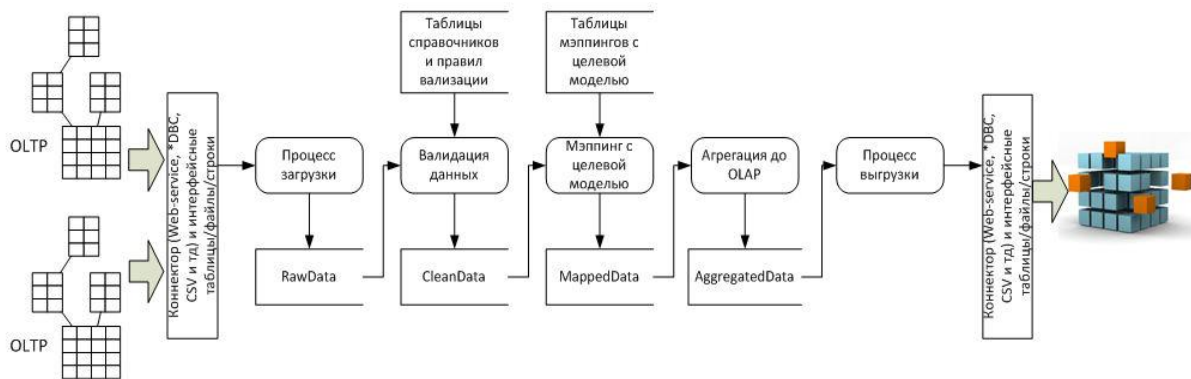 OLTP
OLTP
Коннектор (Web-service, *DBC,
CSV и тд) и интерфейсные
таблицы/файлы/строки
Таблицы
справочников
и правил
вализации
Таблицы
мэппингов с
целевой
моделью
Процесс
загрузки
Валидация
данных
Мэппинг с
целевой
моделью
Агрегация до
OLAP
Процесс
выгрузки
RawData
CleanData
MappedData
AggregatedData
Коннектор (Web-service, *DBC,
CSV и тд) и интерфейсные
таблицы/файлы/строки